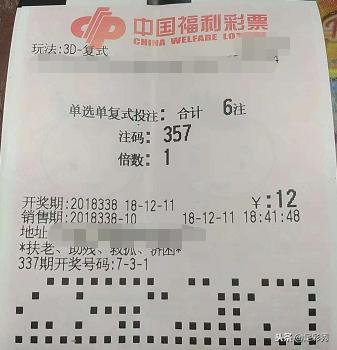 中国福利彩票
CHINA WELFARE LO
玩法:3D-复式
单选单复式投注: 合计 6注
注码: 357
倍数: 1
开奖期:2018338 18-12-11 ¥:12
销售期:2018338-10 18-12-11 18:41:48
地址
*扶老、助残、救孤、济困*
337期开奖号码:7-3-1